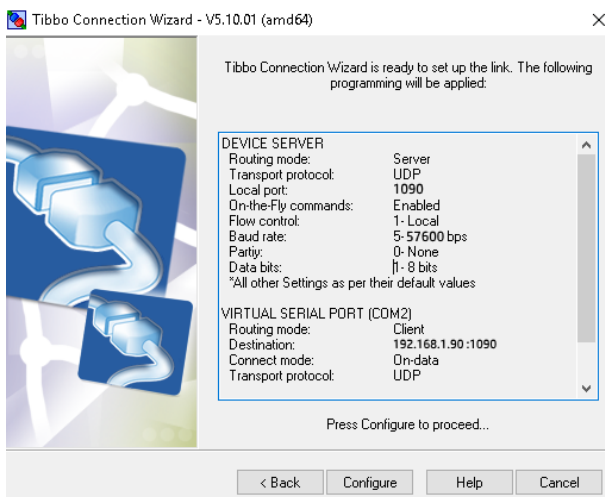 Tibbo Connection Wizard - V5.10.01 (amd64)
Tibbo Connection Wizard is ready to set up the link. The following
programming will be applied:
DEVICE SERVER
Routing mode: Server
Transport protocol: UDP
Local port: 1090
On-the-Fly commands: Enabled
Flow control: 1- Local
Baud rate: 5- 57600 bps
Partiy: 0- None
Data bits: 1- 8 bits
*All other Settings as per their default values
VIRTUAL SERIAL PORT (COM2)
Routing mode: Client
Destination: 192.168.1.90 :1090
Connect mode: On-data
Transport protocol: UDP
Press Configure to proceed...
< Back Configure Help Cancel